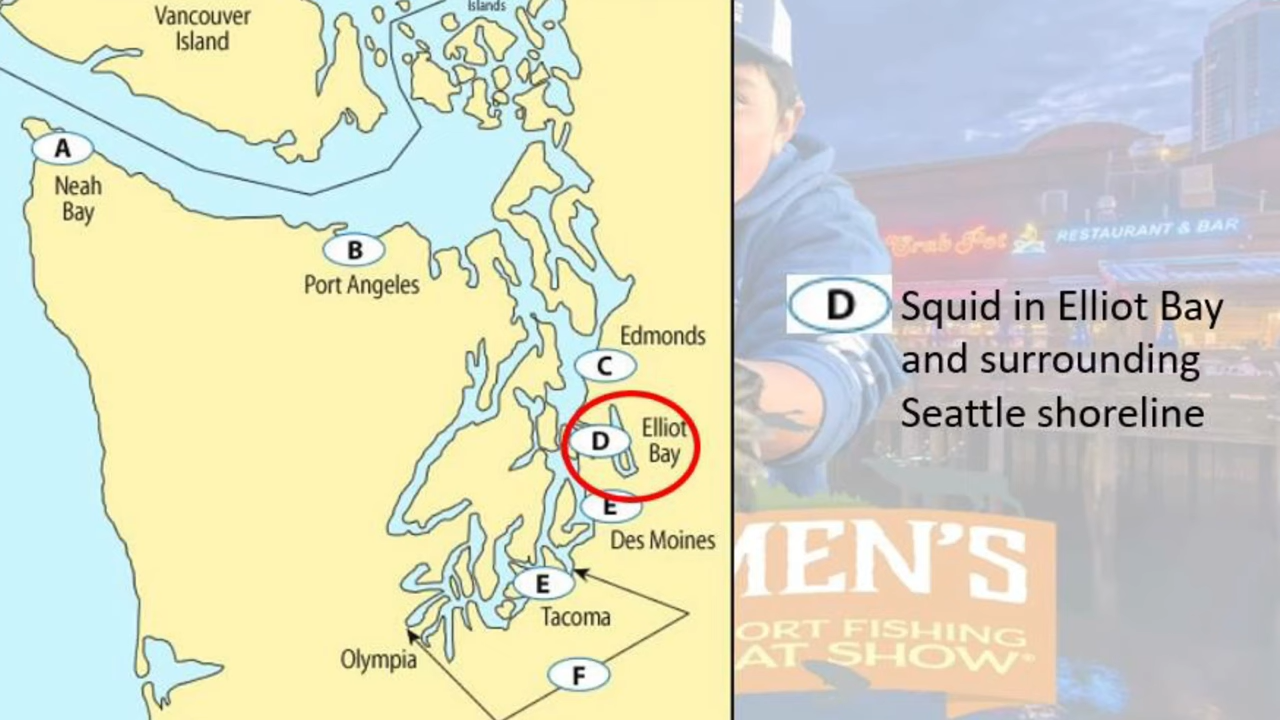 Islands
Vancouver
Island
A
Neah
Bay
B
Port Angeles
Edmonds
C
D
Elliot
Bay
E
Des Moines
E
Tacoma
Olympia
F
Crab Pot
RESTAURANT & BAR
D Squid in Elliot Bay
and surrounding
Seattle shoreline
MEN'S
ORT FISHING
AT SHOW